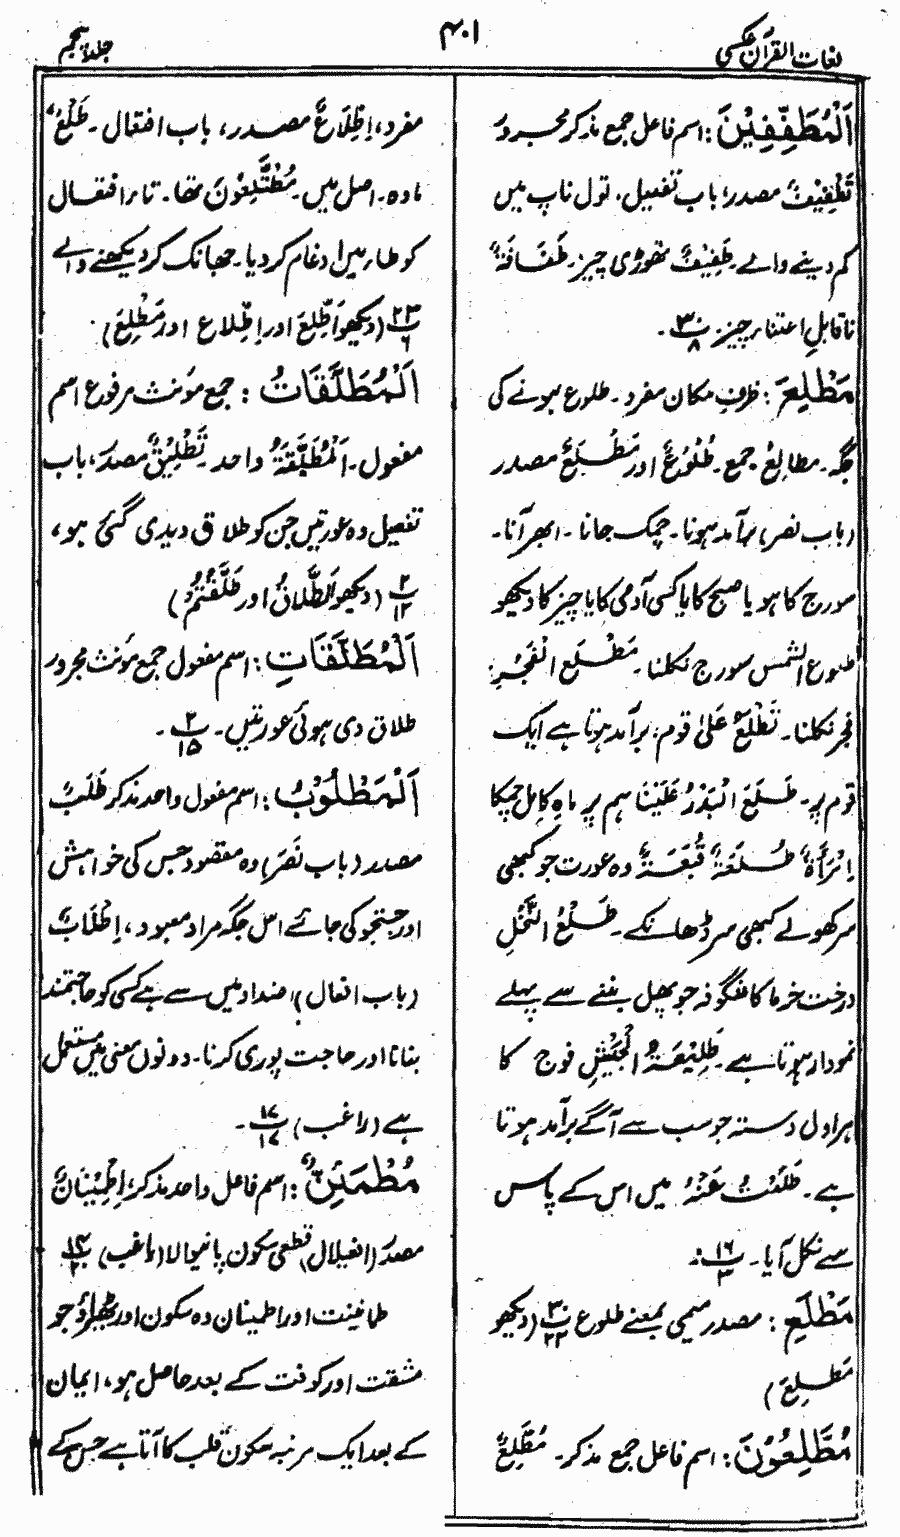 لغات القرآن عکسی
۴۰۱
جلد پنجم
اَلْمُطَفِّفِيْنَ: اسم فاعل جمع مذکر مجرور
تَطْفِيْفٌ مصدر، باب تفعیل۔ تول ناپ میں
کم دینے والے۔ طَفِيْفٌ تھوڑی چیز۔ طَفَافَةٌ
ناقابلِ اعتناء چیز۔ ۳۰/۸۔
مَطْلِعَ: ظرف مکان مفرد۔ طلوع ہونے کی
جگہ۔ مطالِعُ جمع۔ طُلُوْعٌ اور مَطْلَعٌ مصدر
(باب نصر) برآمد ہونا۔ چمک جانا۔ ابھر آنا۔
سورج کا ہو یا صبح کا یا کسی آدمی کا یا چیز کا دیکھو
طلوع الشمس سورج نکلنا۔ مَطْلَعِ الْفَجْرِ
فجر نکلنا۔ تَطْلُعُ عَلیٰ قوم، برآمد ہوتا ہے ایک
قوم پر۔ طَلَعَ الْبَدْرُ عَلَيْنَا ہم پر ماہِ کامل چمکا
اِمْرَأَةٌ طُلَعَةٌ قُبَعَةٌ وہ عورت جو کبھی
سر کھولے کبھی سر ڈھانکے۔ طَلْعُ النَّخْلِ
درخت خرما کا شگوفہ جو پھل بننے سے پہلے
نمودار ہوتا ہے۔ طَلِيْعَةُ الْجَيْشِ فوج کا
ہراول دستہ جو سب سے آگے برآمد ہوتا
ہے۔ طَلَعْتُ عَنْهُ میں اس کے پاس
سے نکل آیا۔ ۱۶/۳۔
مَطْلَعِ: مصدر میمی بمعنے طلوع ۳۰/۲۲ (دیکھو
مَطْلِعَ)
مُطَّلِعُوْنَ: اسم فاعل جمع مذکر۔ مُطَّلِعٌ
مفرد، اِطِّلَاعٌ مصدر، باب افتعال۔ طَلْعٌ
مادہ۔ اصل میں۔ مُطْتَلِعُوْنَ تھا۔ تاء افتعال
کو طاء میں ادغام کر دیا۔ جھانک کر دیکھنے والے
۲۳/۶ (دیکھو اَطَّلِعَ اور اِطِّلاع اور مَطْلِعَ)
اَلْمُطَلَّقَاتُ: جمع مؤنث مرفوع اسم
مفعول۔ اَلْمُطَلَّقَةُ واحد۔ تَطْلِيْقٌ مصدر، باب
تفعیل وہ عورتیں جن کو طلاق دیدی گئی ہو،
۲/۱۲ (دیکھو اَلطَّلاقُ اور طَلَّقْتُمْ)
اَلْمُطَلَّقَاتِ: اسم مفعول جمع مؤنث مجرور
طلاق دی ہوئی عورتیں۔ ۲/۱۵۔
اَلْمَطْلُوْبُ: اسم مفعول واحد مذکر طَلَبٌ
مصدر (باب نَصَرَ) وہ مقصود جس کی خواہش
اور جستجو کی جائے اس جگہ مراد معبود، اِطْلَابٌ
(باب افعال) اضداد میں سے ہے کسی کو حاجتمند
بنانا اور حاجت پوری کرنا۔ دونوں معنی میں مستعمل
ہے (راغب) ۱۷/۱۷۔
مُطْمَئِنٌّ: اسم فاعل واحد مذکر، اِطْمِيْنَانٌ
مصدر (افعلال) قطعی سکون پانیوالا (راغب) ۱۴
طمانینت اور اطمینان وہ سکون اور ٹھہراؤ جو
مشقت اور کوفت کے بعد حاصل ہو، ایمان
کے بعد ایک مرتبہ سکون قلب کا آتا ہے جس کے